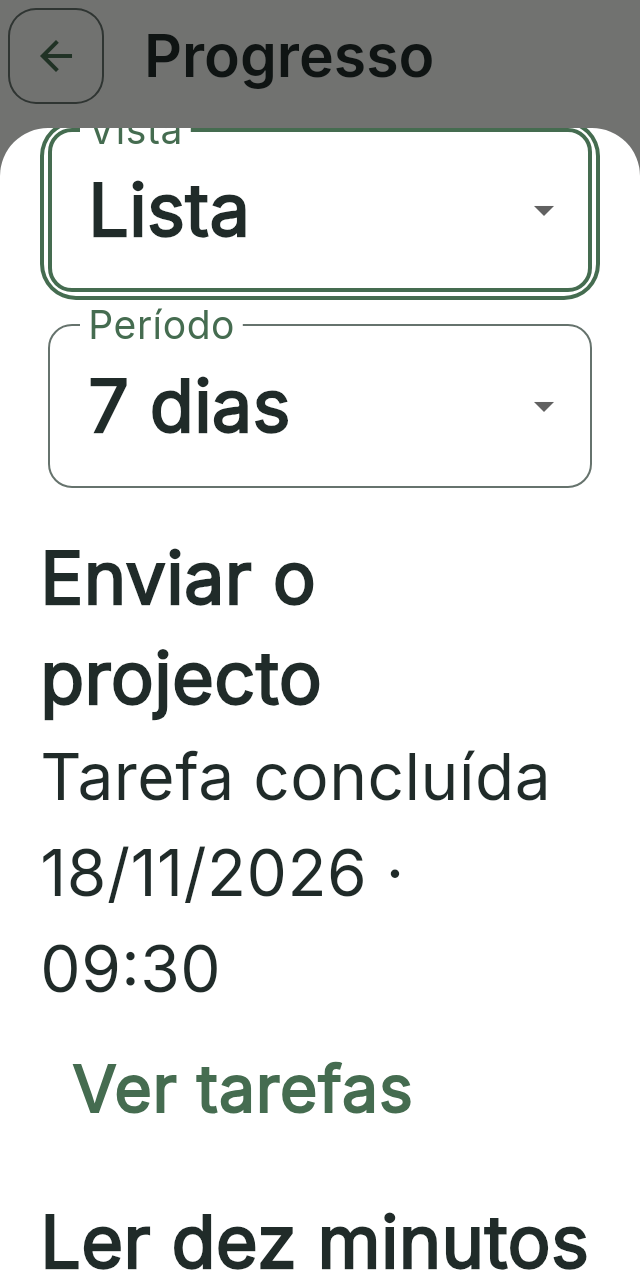 Progresso
Vista
Lista
Período
7 dias
Enviar o
projecto
Tarefa concluída
18/11/2026 ·
09:30
Ver tarefas
Ler dez minutos